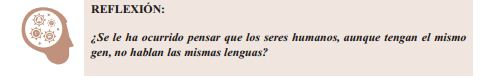 REFLEXIÓN:
¿Se le ha ocurrido pensar que los seres humanos, aunque tengan el mismo
gen, no hablan las mismas lenguas?